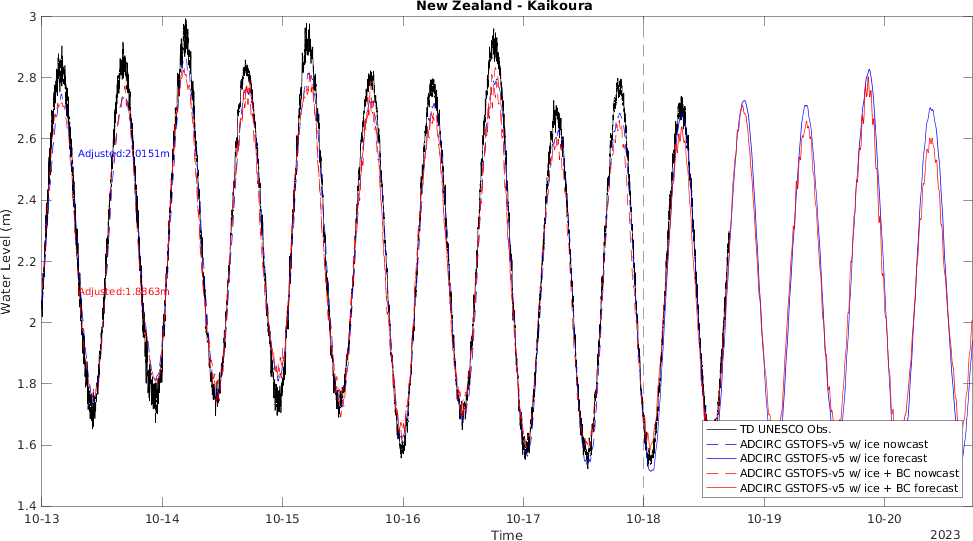 New Zealand - Kaikoura
3
2.8
2.6
2.4
2.2
2
1.8
1.6
1.4
Water Level (m)
Adjusted:2.0151m
Adjusted:1.8863m
TD UNESCO Obs.
ADCIRC GSTOFS-v5 w/ ice nowcast
ADCIRC GSTOFS-v5 w/ ice forecast
ADCIRC GSTOFS-v5 w/ ice + BC nowcast
ADCIRC GSTOFS-v5 w/ ice + BC forecast
10-13 10-14 10-15 10-16 10-17 10-18 10-19 10-20
Time
2023